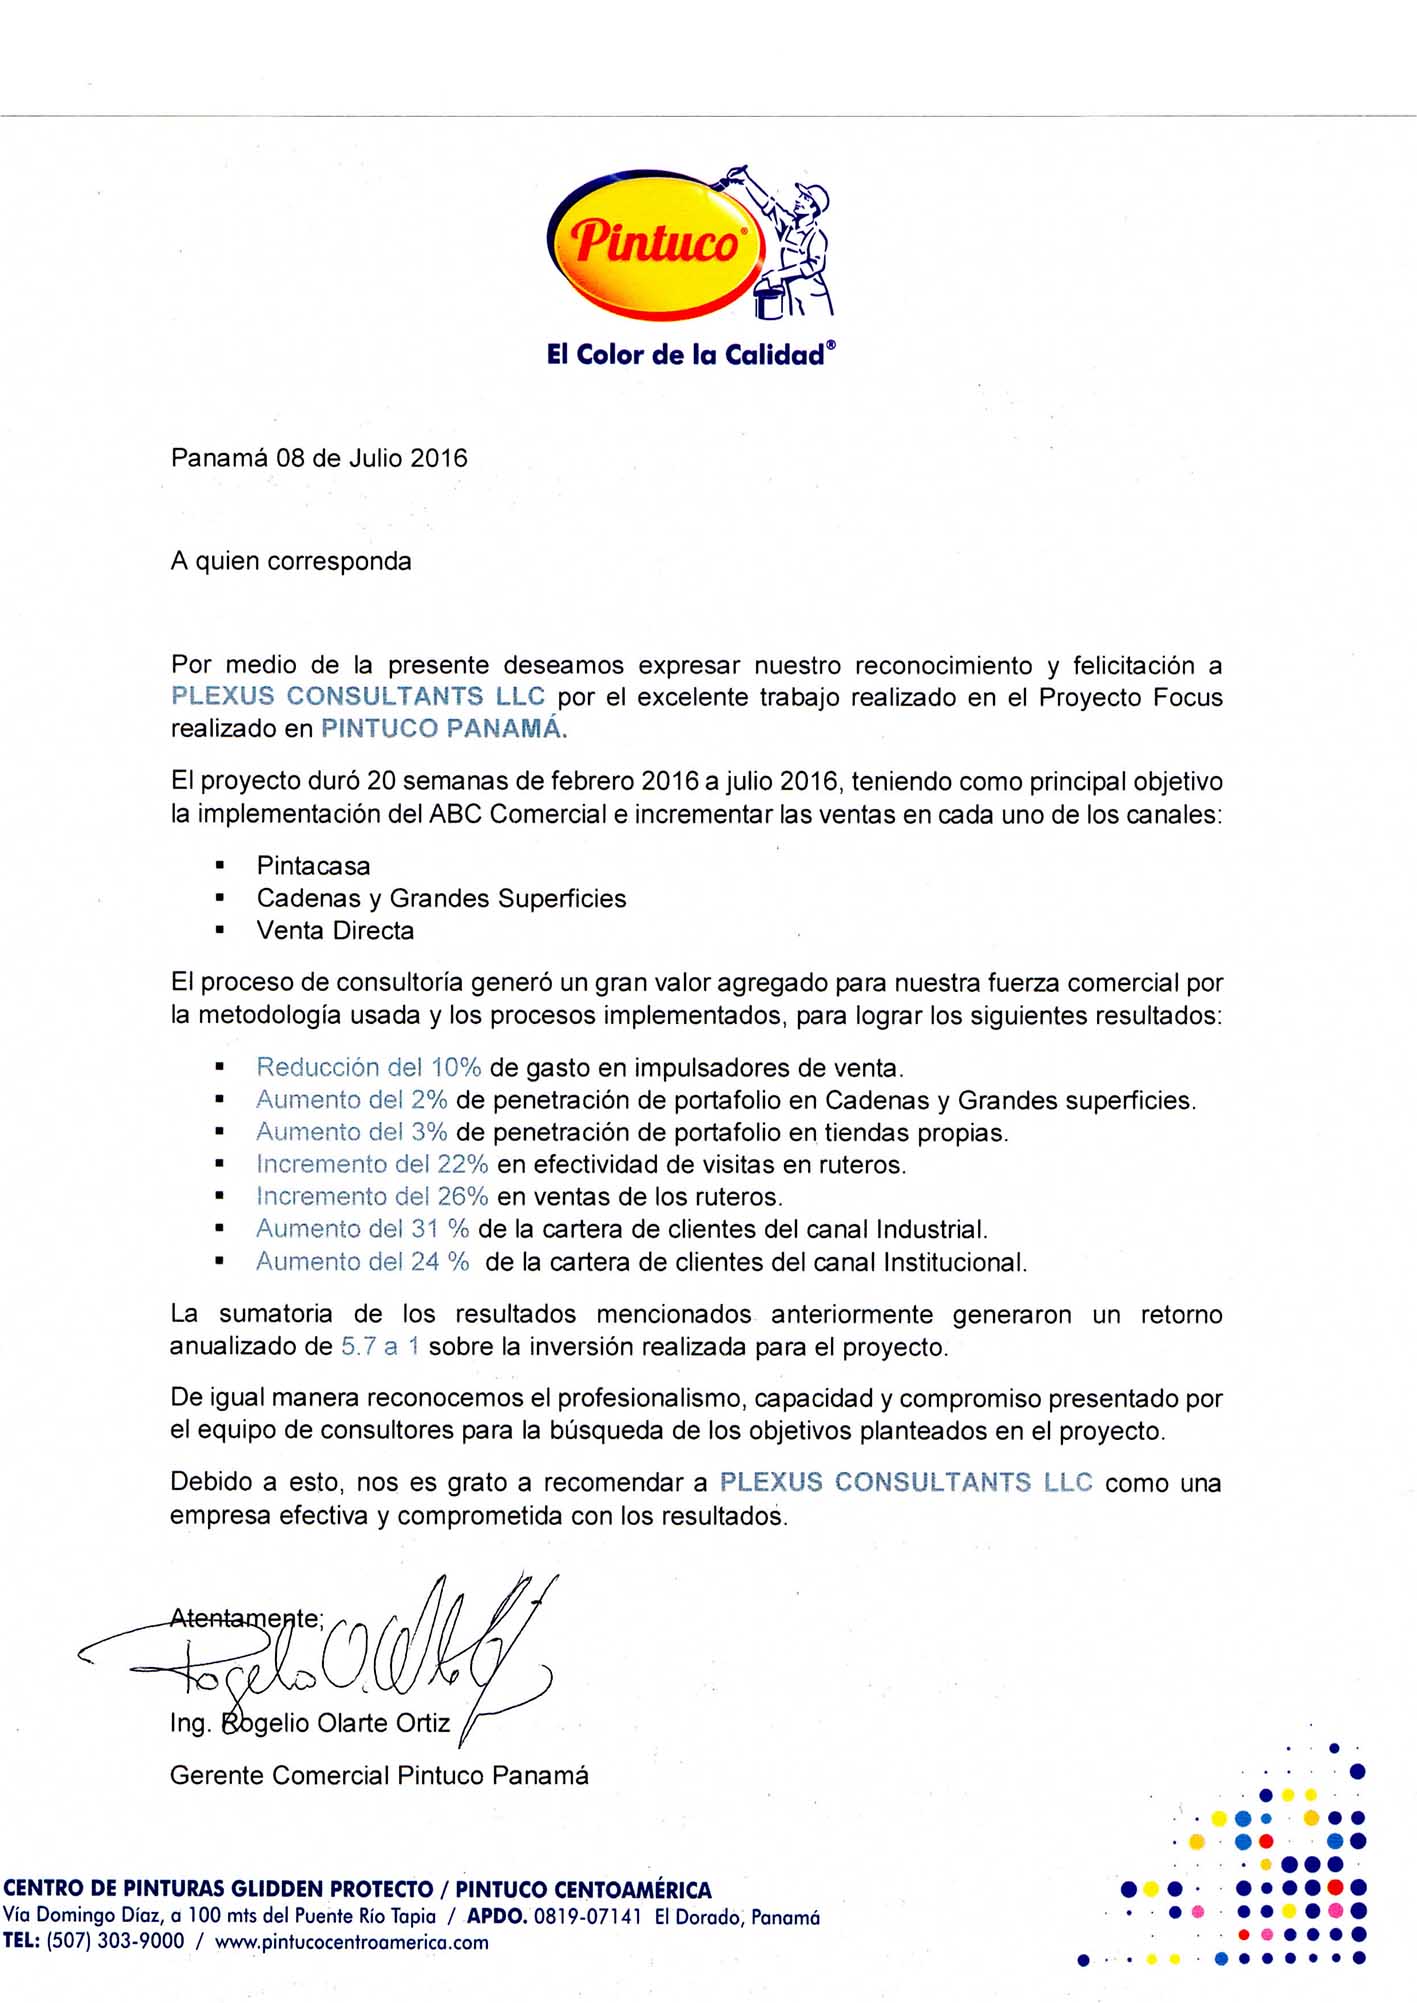 Pintuco®
El Color de la Calidad®
Panamá 08 de Julio 2016
A quien corresponda
Por medio de la presente deseamos expresar nuestro reconocimiento y felicitación a
PLEXUS CONSULTANTS LLC por el excelente trabajo realizado en el Proyecto Focus
realizado en PINTUCO PANAMÁ.
El proyecto duró 20 semanas de febrero 2016 a julio 2016, teniendo como principal objetivo
la implementación del ABC Comercial e incrementar las ventas en cada uno de los canales:
▪ Pintacasa
▪ Cadenas y Grandes Superficies
▪ Venta Directa
El proceso de consultoría generó un gran valor agregado para nuestra fuerza comercial por
la metodología usada y los procesos implementados, para lograr los siguientes resultados:
▪ Reducción del 10% de gasto en impulsadores de venta.
▪ Aumento del 2% de penetración de portafolio en Cadenas y Grandes superficies.
▪ Aumento del 3% de penetración de portafolio en tiendas propias.
▪ Incremento del 22% en efectividad de visitas en ruteros.
▪ Incremento del 26% en ventas de los ruteros.
▪ Aumento del 31 % de la cartera de clientes del canal Industrial.
▪ Aumento del 24 % de la cartera de clientes del canal Institucional.
La sumatoria de los resultados mencionados anteriormente generaron un retorno
anualizado de 5.7 a 1 sobre la inversión realizada para el proyecto.
De igual manera reconocemos el profesionalismo, capacidad y compromiso presentado por
el equipo de consultores para la búsqueda de los objetivos planteados en el proyecto.
Debido a esto, nos es grato a recomendar a PLEXUS CONSULTANTS LLC como una
empresa efectiva y comprometida con los resultados.
Atentamente;
Rogelio O.
Ing. Rogelio Olarte Ortiz
Gerente Comercial Pintuco Panamá
CENTRO DE PINTURAS GLIDDEN PROTECTO / PINTUCO CENTOAMÉRICA
Vía Domingo Díaz, a 100 mts del Puente Río Tapia / APDO. 0819-07141 El Dorado, Panamá
TEL: (507) 303-9000 / www.pintucocentroamerica.com